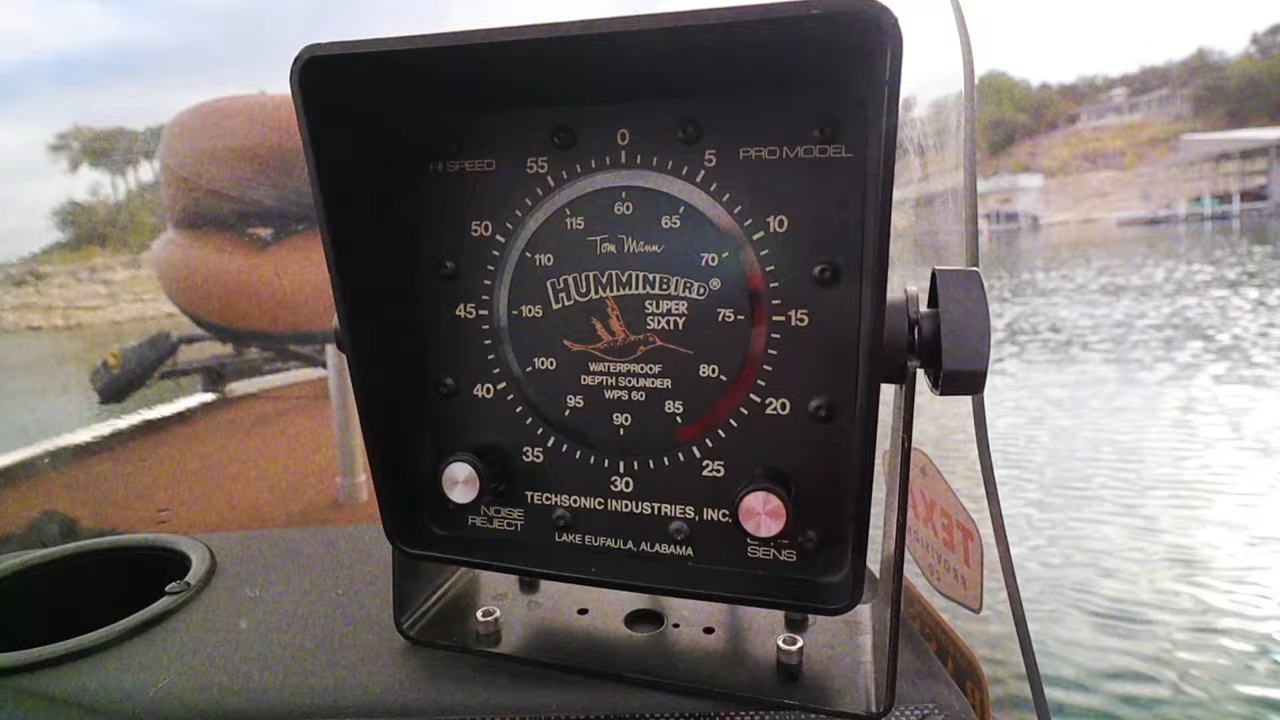 HI SPEED
PRO MODEL
0
5
10
15
20
25
30
35
40
45
50
55
60
65
70
75
80
85
90
95
100
105
110
115
Tom Mann
HUMMINBIRD®
SUPER
SIXTY
WATERPROOF
DEPTH SOUNDER
WPS 60
TECHSONIC INDUSTRIES, INC.
LAKE EUFAULA, ALABAMA
NOISE
REJECT
SENS